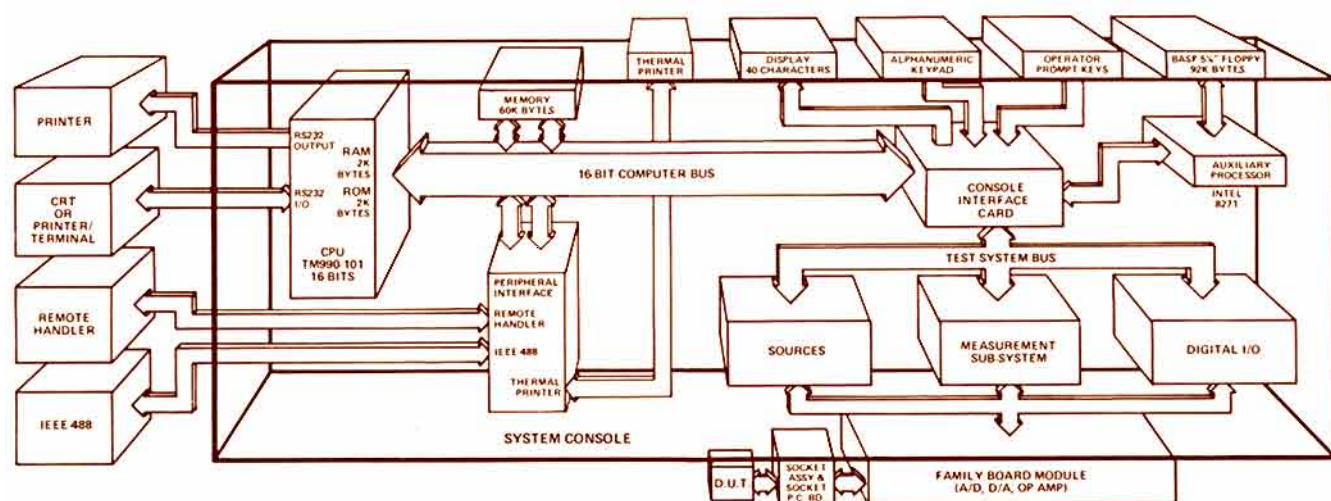 THERMAL
PRINTER
DISPLAY
40 CHARACTERS
ALPHANUMERIC
KEYPAD
OPERATOR
PROMPT KEYS
BASF 5¼" FLOPPY
92K BYTES
PRINTER
MEMORY
60K BYTES
RS232
OUTPUT
RAM
2K
BYTES
RS232
I/O
ROM
2K
BYTES
CPU
TM990-101
16 BITS
16 BIT COMPUTER BUS
CONSOLE
INTERFACE
CARD
AUXILIARY
PROCESSOR
INTEL
8271
CRT
OR
PRINTER/
TERMINAL
TEST SYSTEM BUS
PERIPHERAL
INTERFACE
REMOTE
HANDLER
IEEE 488
THERMAL
PRINTER
REMOTE
HANDLER
SOURCES
MEASUREMENT
SUB-SYSTEM
DIGITAL I/O
IEEE 488
SYSTEM CONSOLE
D.U.T
SOCKET
ASSY &
SOCKET
P.C. BD
FAMILY BOARD MODULE
(A/D, D/A, OP AMP)